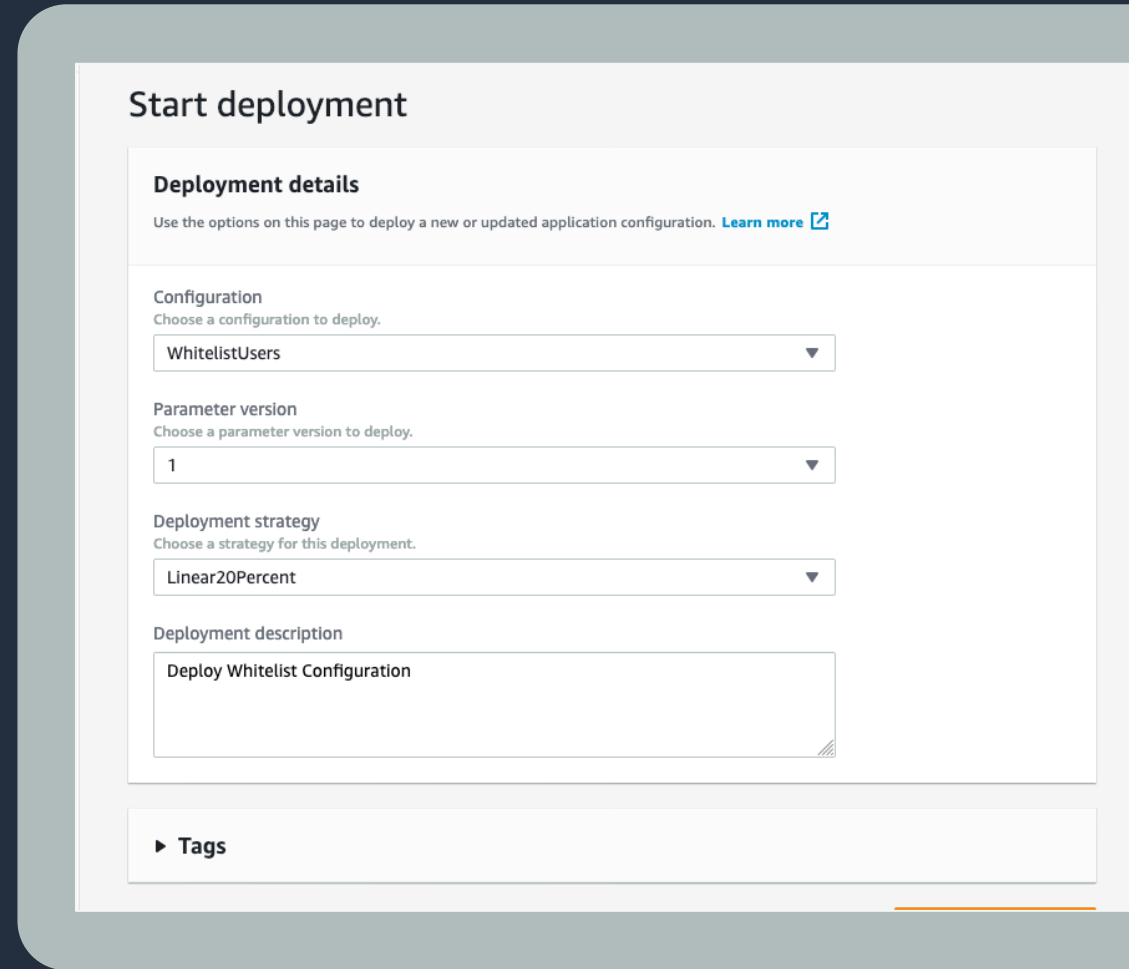 Start deployment
Deployment details
Use the options on this page to deploy a new or updated application configuration. Learn more
Configuration
Choose a configuration to deploy.
WhitelistUsers
Parameter version
Choose a parameter version to deploy.
1
Deployment strategy
Choose a strategy for this deployment.
Linear20Percent
Deployment description
Deploy Whitelist Configuration
Tags